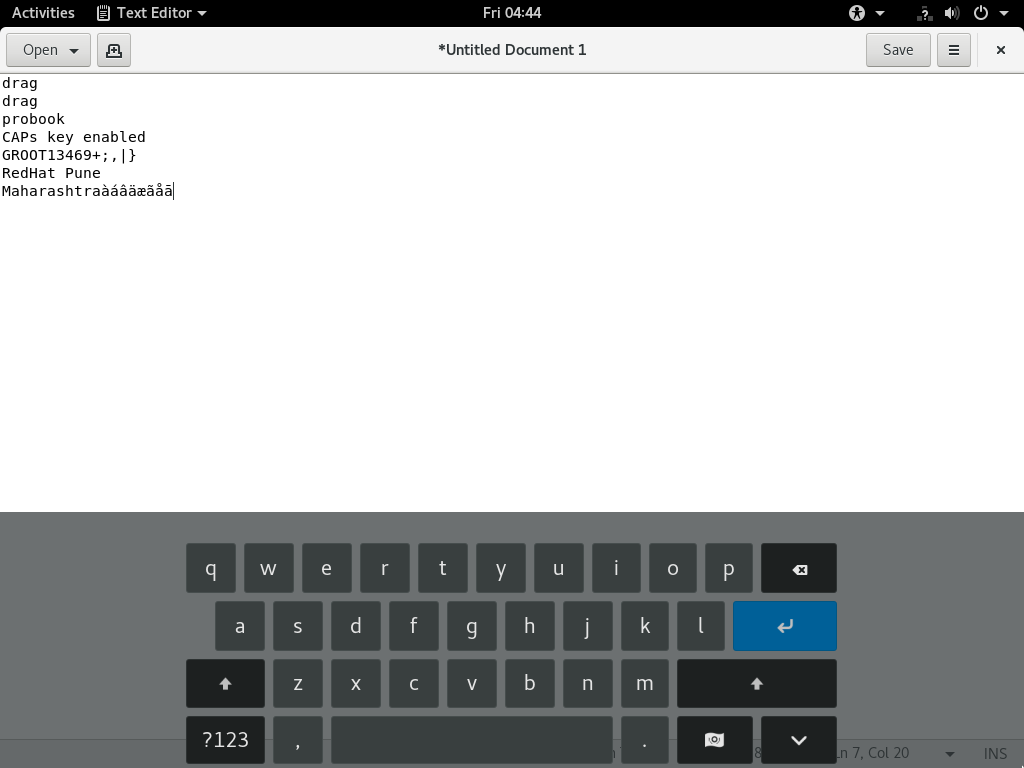 Activities Text Editor Fri 04:44
Open *Untitled Document 1 Save
drag
drag
probook
CAPs key enabled
GROOT13469+;,|}
RedHat Pune
Maharashtraàáâäæãåā
q w e r t y u i o p
a s d f g h j k l
z x c v b n m
?123 , .
Ln 7, Col 20 INS